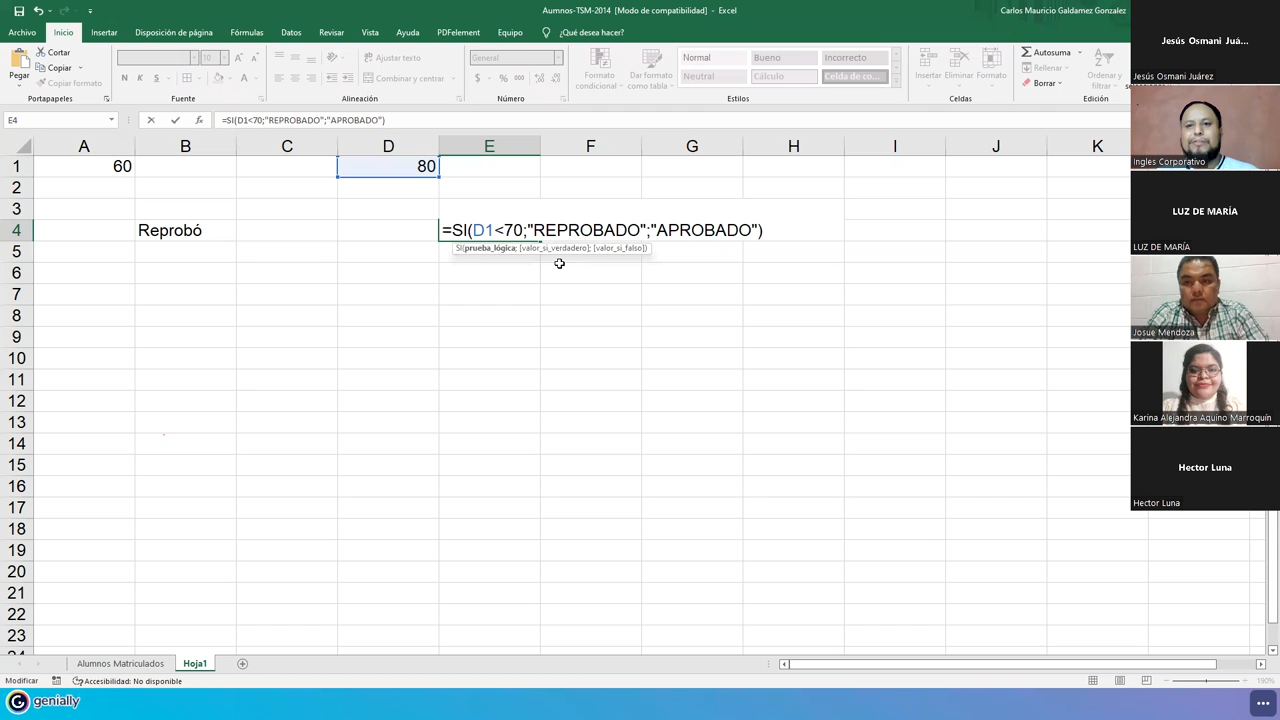 Aumnos-TSM-2014 [Modo de compatibilidad] - Excel
Carlos Mauricio Galdamez Gonzalez
Archivo Inicio Insertar Disposición de página Fórmulas Datos Revisar Vista Ayuda PDFelement Equipo ¿Qué desea hacer?
Pegar
Cortar
Copiar
Copiar formato
Portapapeles
10
N K S
Fuente
Ajustar texto
Combinar y centrar
Alineación
General
Número
Formato condicional
Dar formato como tabla
Normal Bueno Incorrecto
Neutral Cálculo Celda de co...
Estilos
Insertar Eliminar Formato
Celdas
Autosuma
Rellenar
Borrar
Ordenar y filtrar
Edición
E4
=SI(D1<70;"REPROBADO";"APROBADO")
A B C D E F G H I J K
1 60 80
2
3
4 Reprobó =SI(D1<70;"REPROBADO";"APROBADO")
SI(prueba_lógica; [valor_si_verdadero]; [valor_si_falso])
5
6
7
8
9
10
11
12
13
14
15
16
17
18
19
20
21
22
23
24
Alumnos Matriculados Hoja1
Modificar Accesibilidad: No disponible
190%
genially
Jesús Osmani Juá...
Jesús Osmani Juárez
Ingles Corporativo
LUZ DE MARÍA
LUZ DE MARÍA
Josue Mendoza
Karina Alejandra Aquino Marroquín
Hector Luna
Hector Luna